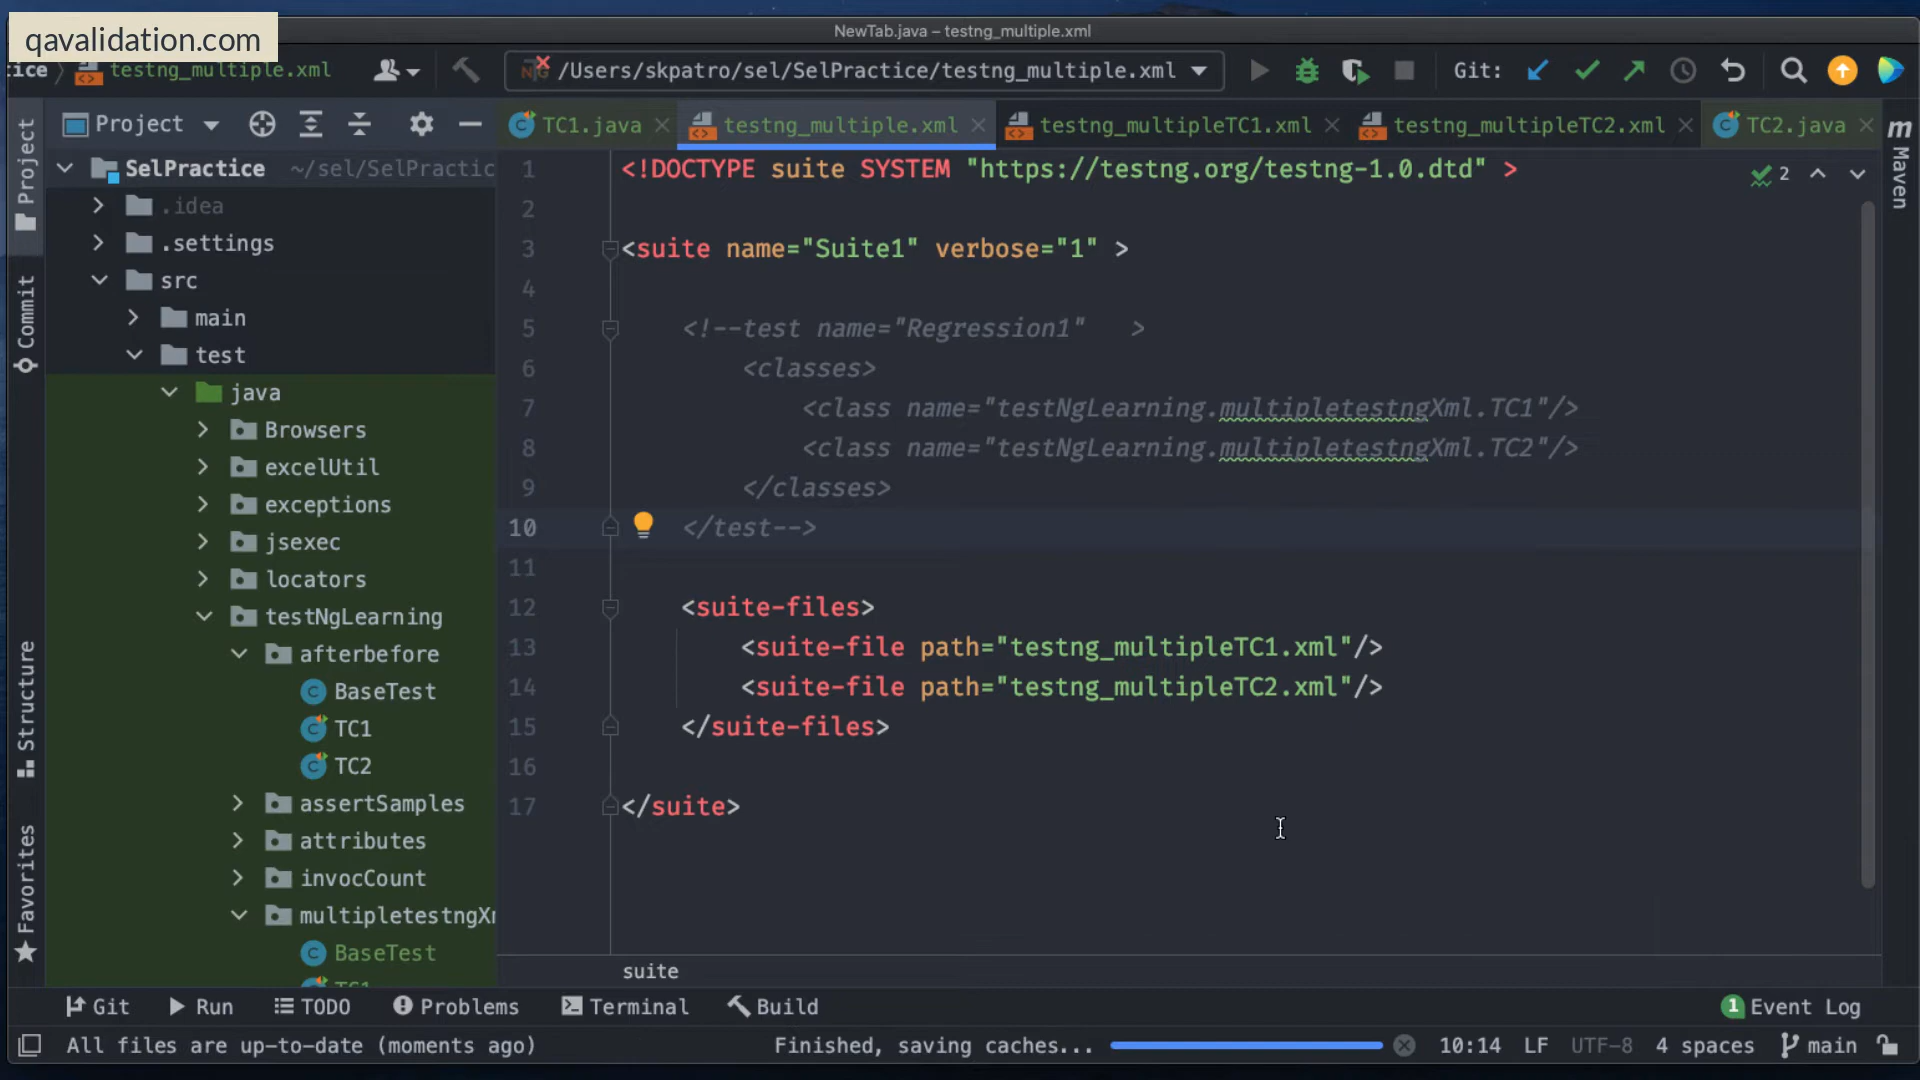 qavalidation.com
NewTab.java – testng_multiple.xml
tice testng_multiple.xml
/Users/skpatro/sel/SelPractice/testng_multiple.xml
Git:
Project
TC1.java
testng_multiple.xml
testng_multipleTC1.xml
testng_multipleTC2.xml
TC2.java
Project
Commit
Structure
Favorites
SelPractice ~/sel/SelPractic
.idea
.settings
src
main
test
java
Browsers
excelUtil
exceptions
jsexec
locators
testNgLearning
afterbefore
BaseTest
TC1
TC2
assertSamples
attributes
invocCount
multipletestngXm
BaseTest
TC1
1 <!DOCTYPE suite SYSTEM "https://testng.org/testng-1.0.dtd" >
2
3 <suite name="Suite1" verbose="1" >
4
5 <!--test name="Regression1" >
6 <classes>
7 <class name="testNgLearning.multipletestngXml.TC1"/>
8 <class name="testNgLearning.multipletestngXml.TC2"/>
9 </classes>
10 </test-->
11
12 <suite-files>
13 <suite-file path="testng_multipleTC1.xml"/>
14 <suite-file path="testng_multipleTC2.xml"/>
15 </suite-files>
16
17 </suite>
2
m Maven
suite
Git Run TODO Problems Terminal Build
1 Event Log
All files are up-to-date (moments ago)
Finished, saving caches...
10:14 LF UTF-8 4 spaces main